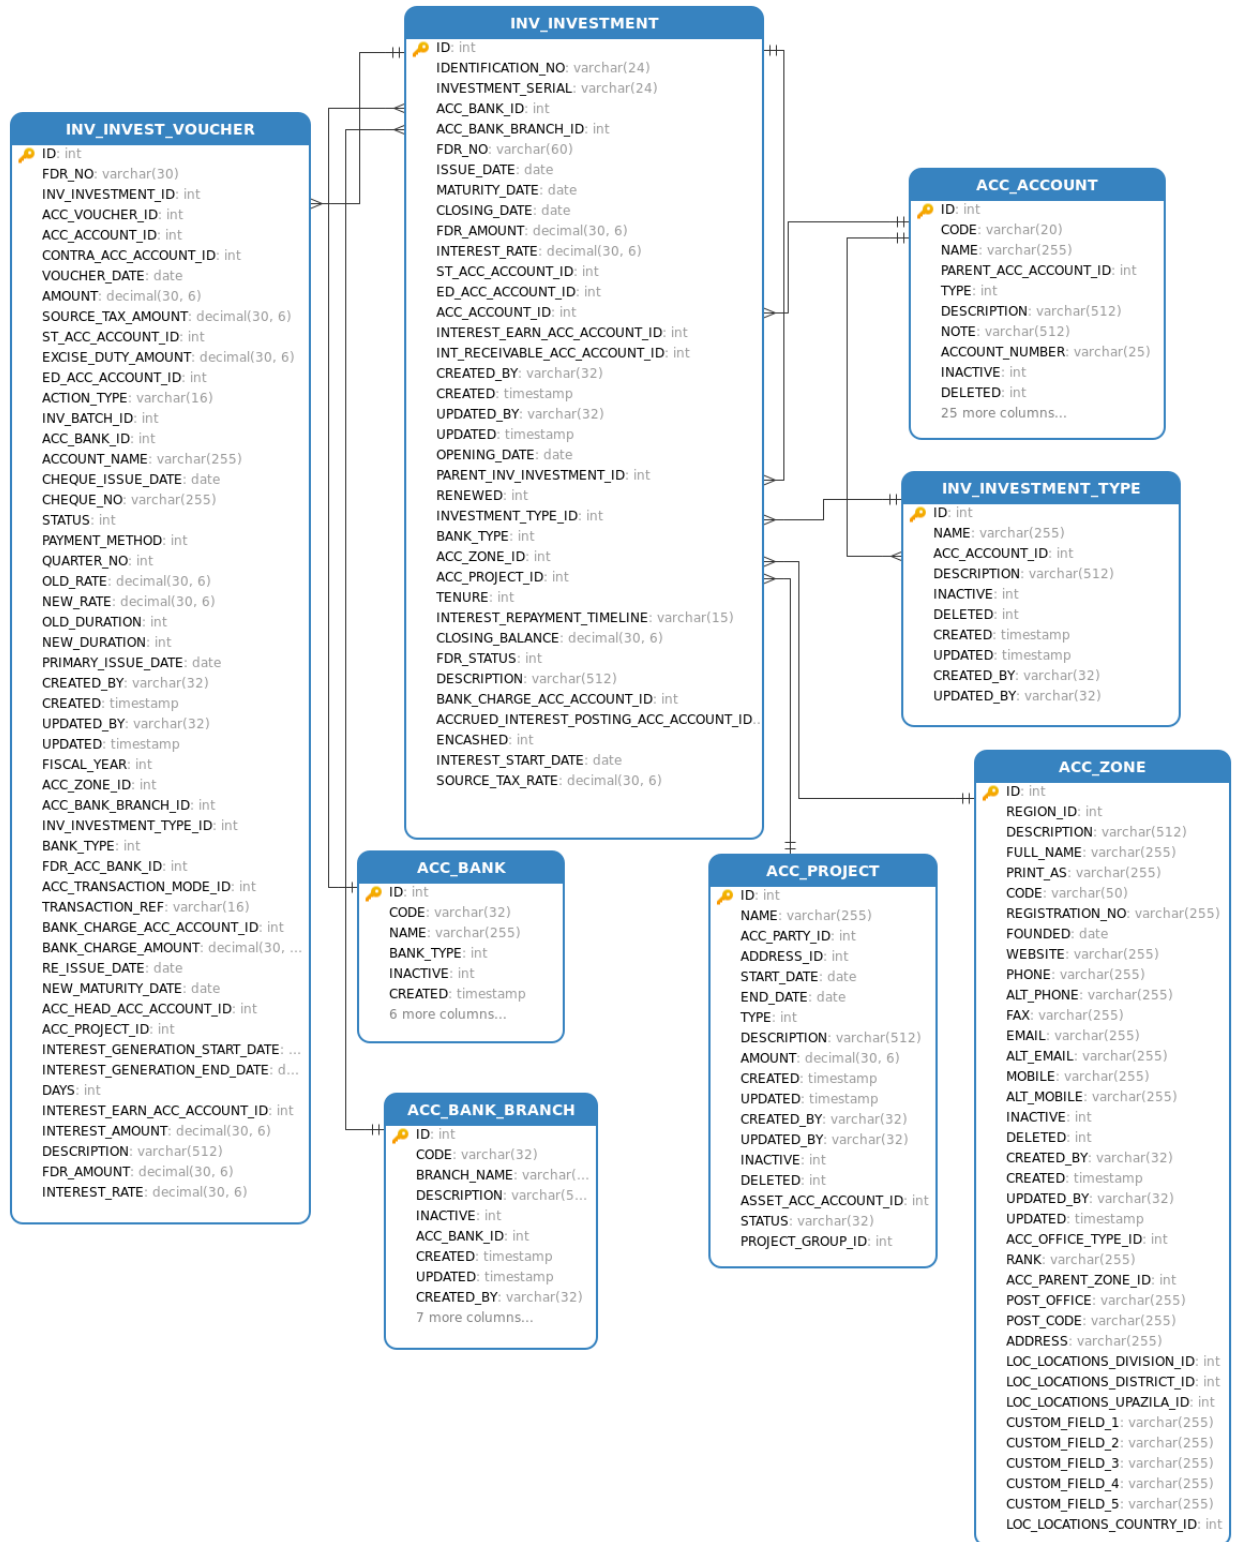 INV_INVESTMENT
ID: int
IDENTIFICATION_NO: varchar(24)
INVESTMENT_SERIAL: varchar(24)
ACC_BANK_ID: int
ACC_BANK_BRANCH_ID: int
FDR_NO: varchar(60)
ISSUE_DATE: date
MATURITY_DATE: date
CLOSING_DATE: date
FDR_AMOUNT: decimal(30, 6)
INTEREST_RATE: decimal(30, 6)
ST_ACC_ACCOUNT_ID: int
ED_ACC_ACCOUNT_ID: int
ACC_ACCOUNT_ID: int
INTEREST_EARN_ACC_ACCOUNT_ID: int
INT_RECEIVABLE_ACC_ACCOUNT_ID: int
CREATED_BY: varchar(32)
CREATED: timestamp
UPDATED_BY: varchar(32)
UPDATED: timestamp
OPENING_DATE: date
PARENT_INV_INVESTMENT_ID: int
RENEWED: int
INVESTMENT_TYPE_ID: int
BANK_TYPE: int
ACC_ZONE_ID: int
ACC_PROJECT_ID: int
TENURE: int
INTEREST_REPAYMENT_TIMELINE: varchar(15)
CLOSING_BALANCE: decimal(30, 6)
FDR_STATUS: int
DESCRIPTION: varchar(512)
BANK_CHARGE_ACC_ACCOUNT_ID: int
ACCRUED_INTEREST_POSTING_ACC_ACCOUNT_ID..
ENCASHED: int
INTEREST_START_DATE: date
SOURCE_TAX_RATE: decimal(30, 6)
INV_INVEST_VOUCHER
ID: int
FDR_NO: varchar(30)
INV_INVESTMENT_ID: int
ACC_VOUCHER_ID: int
ACC_ACCOUNT_ID: int
CONTRA_ACC_ACCOUNT_ID: int
VOUCHER_DATE: date
AMOUNT: decimal(30, 6)
SOURCE_TAX_AMOUNT: decimal(30, 6)
ST_ACC_ACCOUNT_ID: int
EXCISE_DUTY_AMOUNT: decimal(30, 6)
ED_ACC_ACCOUNT_ID: int
ACTION_TYPE: varchar(16)
INV_BATCH_ID: int
ACC_BANK_ID: int
ACCOUNT_NAME: varchar(255)
CHEQUE_ISSUE_DATE: date
CHEQUE_NO: varchar(255)
STATUS: int
PAYMENT_METHOD: int
QUARTER_NO: int
OLD_RATE: decimal(30, 6)
NEW_RATE: decimal(30, 6)
OLD_DURATION: int
NEW_DURATION: int
PRIMARY_ISSUE_DATE: date
CREATED_BY: varchar(32)
CREATED: timestamp
UPDATED_BY: varchar(32)
UPDATED: timestamp
FISCAL_YEAR: int
ACC_ZONE_ID: int
ACC_BANK_BRANCH_ID: int
INV_INVESTMENT_TYPE_ID: int
BANK_TYPE: int
FDR_ACC_BANK_ID: int
ACC_TRANSACTION_MODE_ID: int
TRANSACTION_REF: varchar(16)
BANK_CHARGE_ACC_ACCOUNT_ID: int
BANK_CHARGE_AMOUNT: decimal(30, ...
RE_ISSUE_DATE: date
NEW_MATURITY_DATE: date
ACC_HEAD_ACC_ACCOUNT_ID: int
ACC_PROJECT_ID: int
INTEREST_GENERATION_START_DATE: ...
INTEREST_GENERATION_END_DATE: d...
DAYS: int
INTEREST_EARN_ACC_ACCOUNT_ID: int
INTEREST_AMOUNT: decimal(30, 6)
DESCRIPTION: varchar(512)
FDR_AMOUNT: decimal(30, 6)
INTEREST_RATE: decimal(30, 6)
ACC_ACCOUNT
ID: int
CODE: varchar(20)
NAME: varchar(255)
PARENT_ACC_ACCOUNT_ID: int
TYPE: int
DESCRIPTION: varchar(512)
NOTE: varchar(512)
ACCOUNT_NUMBER: varchar(25)
INACTIVE: int
DELETED: int
25 more columns...
INV_INVESTMENT_TYPE
ID: int
NAME: varchar(255)
ACC_ACCOUNT_ID: int
DESCRIPTION: varchar(512)
INACTIVE: int
DELETED: int
CREATED: timestamp
UPDATED: timestamp
CREATED_BY: varchar(32)
UPDATED_BY: varchar(32)
ACC_ZONE
ID: int
REGION_ID: int
DESCRIPTION: varchar(512)
FULL_NAME: varchar(255)
PRINT_AS: varchar(255)
CODE: varchar(50)
REGISTRATION_NO: varchar(255)
FOUNDED: date
WEBSITE: varchar(255)
PHONE: varchar(255)
ALT_PHONE: varchar(255)
FAX: varchar(255)
EMAIL: varchar(255)
ALT_EMAIL: varchar(255)
MOBILE: varchar(255)
ALT_MOBILE: varchar(255)
INACTIVE: int
DELETED: int
CREATED_BY: varchar(32)
CREATED: timestamp
UPDATED_BY: varchar(32)
UPDATED: timestamp
ACC_OFFICE_TYPE_ID: int
RANK: varchar(255)
ACC_PARENT_ZONE_ID: int
POST_OFFICE: varchar(255)
POST_CODE: varchar(255)
ADDRESS: varchar(255)
LOC_LOCATIONS_DIVISION_ID: int
LOC_LOCATIONS_DISTRICT_ID: int
LOC_LOCATIONS_UPAZILA_ID: int
CUSTOM_FIELD_1: varchar(255)
CUSTOM_FIELD_2: varchar(255)
CUSTOM_FIELD_3: varchar(255)
CUSTOM_FIELD_4: varchar(255)
CUSTOM_FIELD_5: varchar(255)
LOC_LOCATIONS_COUNTRY_ID: int
ACC_BANK
ID: int
CODE: varchar(32)
NAME: varchar(255)
BANK_TYPE: int
INACTIVE: int
CREATED: timestamp
6 more columns...
ACC_PROJECT
ID: int
NAME: varchar(255)
ACC_PARTY_ID: int
ADDRESS_ID: int
START_DATE: date
END_DATE: date
TYPE: int
DESCRIPTION: varchar(512)
AMOUNT: decimal(30, 6)
CREATED: timestamp
UPDATED: timestamp
CREATED_BY: varchar(32)
UPDATED_BY: varchar(32)
INACTIVE: int
DELETED: int
ASSET_ACC_ACCOUNT_ID: int
STATUS: varchar(32)
PROJECT_GROUP_ID: int
ACC_BANK_BRANCH
ID: int
CODE: varchar(32)
BRANCH_NAME: varchar(...
DESCRIPTION: varchar(5...
INACTIVE: int
ACC_BANK_ID: int
CREATED: timestamp
UPDATED: timestamp
CREATED_BY: varchar(32)
7 more columns...